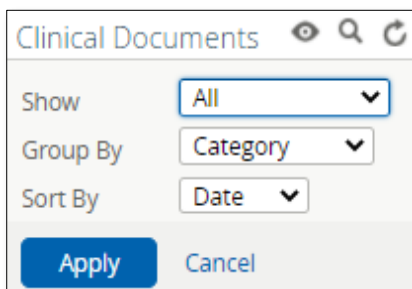 Clinical Documents
Show All
Group By Category
Sort By Date
Apply Cancel